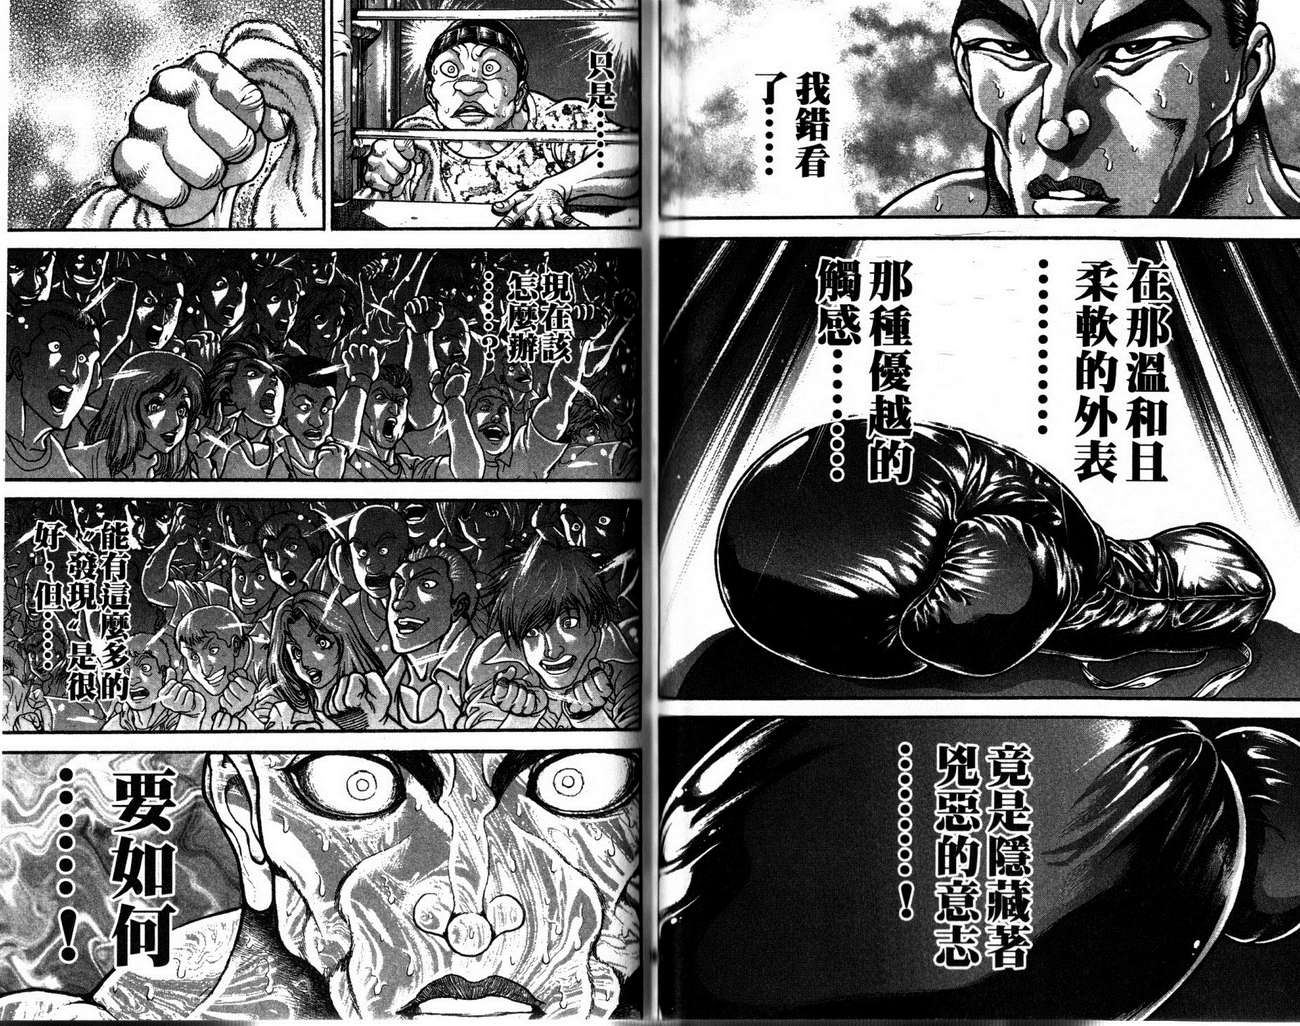 我錯看
了……
在那溫和且
柔軟的外表
…………
那種優越的
觸感………
竟是隱藏著
兇惡的意志
………！
只是………
現在該
怎麼辦
……？
能有這麼多的
〝發現〞是很
好，但……
要如何
……！